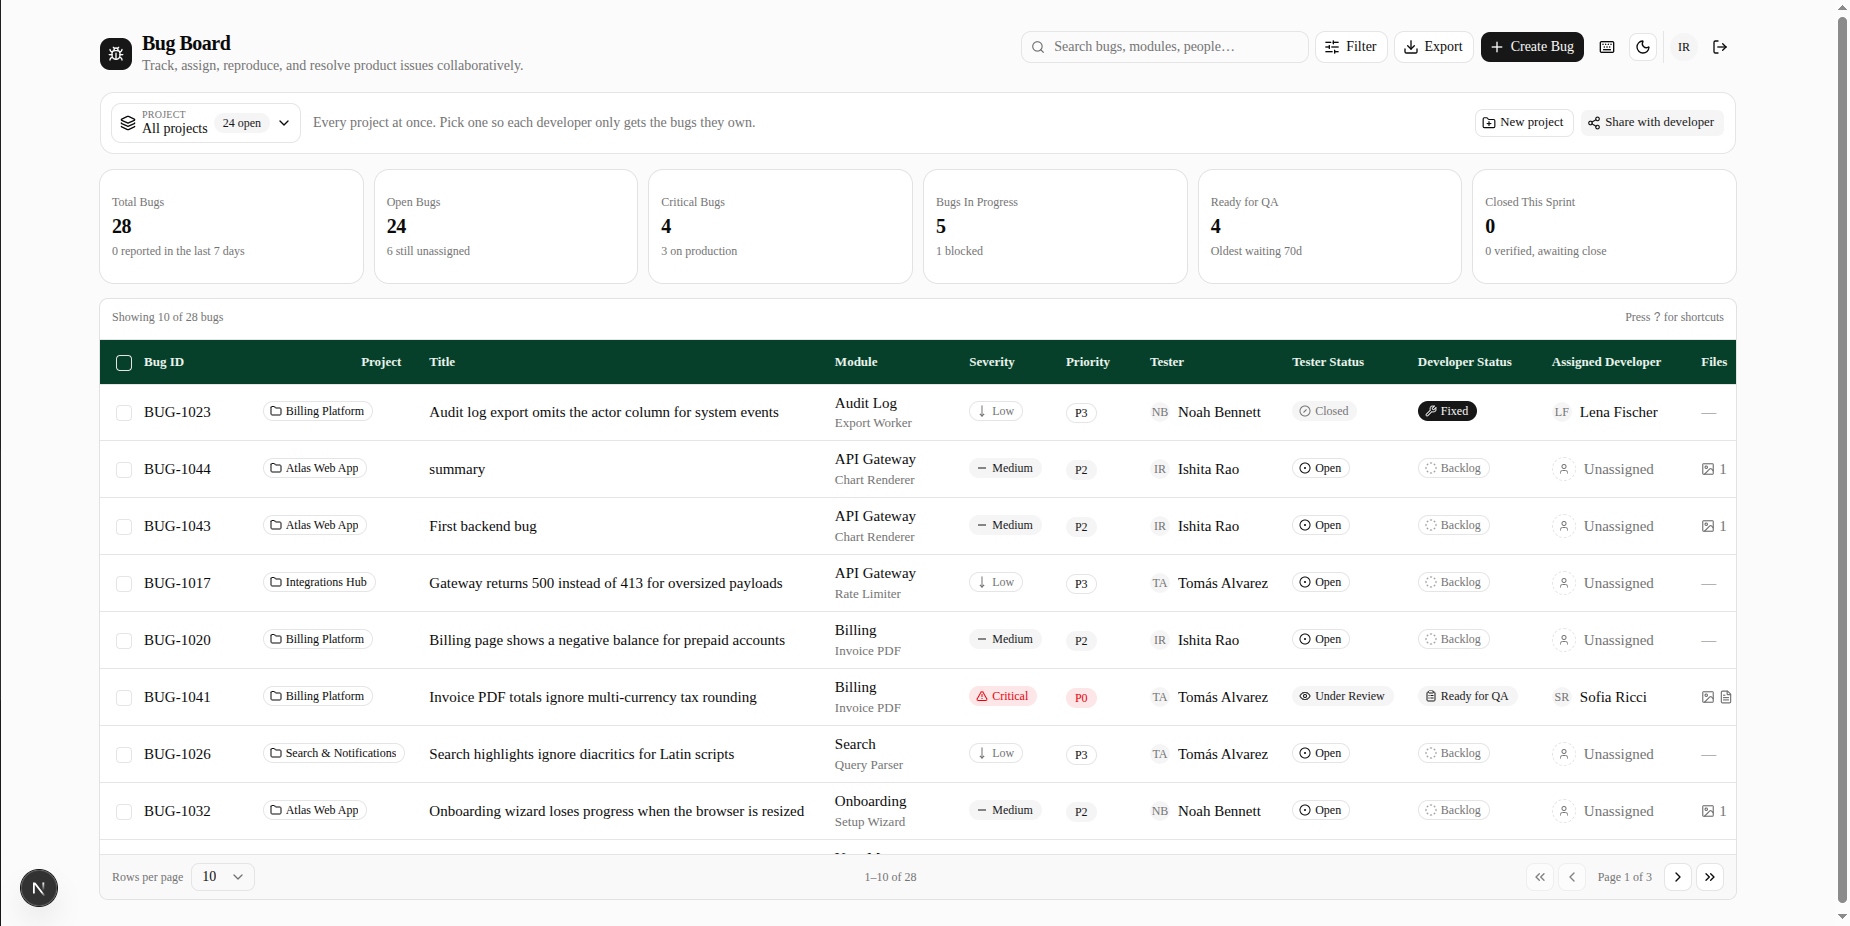 Bug Board
Track, assign, reproduce, and resolve product issues collaboratively.
Search bugs, modules, people…
Filter
Export
Create Bug
IR
PROJECT
All projects
24 open
Every project at once. Pick one so each developer only gets the bugs they own.
New project
Share with developer
Total Bugs
28
0 reported in the last 7 days
Open Bugs
24
6 still unassigned
Critical Bugs
4
3 on production
Bugs In Progress
5
1 blocked
Ready for QA
4
Oldest waiting 70d
Closed This Sprint
0
0 verified, awaiting close
Showing 10 of 28 bugs
Press ? for shortcuts
Bug ID Project Title Module Severity Priority Tester Tester Status Developer Status Assigned Developer Files
BUG-1023 Billing Platform Audit log export omits the actor column for system events Audit Log Low P3 NB Noah Bennett Closed Fixed LF Lena Fischer —
Export Worker
BUG-1044 Atlas Web App summary API Gateway Medium P2 IR Ishita Rao Open Backlog Unassigned 1
Chart Renderer
BUG-1043 Atlas Web App First backend bug API Gateway Medium P2 IR Ishita Rao Open Backlog Unassigned 1
Chart Renderer
BUG-1017 Integrations Hub Gateway returns 500 instead of 413 for oversized payloads API Gateway Low P3 TA Tomás Alvarez Open Backlog Unassigned —
Rate Limiter
BUG-1020 Billing Platform Billing page shows a negative balance for prepaid accounts Billing Medium P2 IR Ishita Rao Open Backlog Unassigned —
Invoice PDF
BUG-1041 Billing Platform Invoice PDF totals ignore multi-currency tax rounding Billing Critical P0 TA Tomás Alvarez Under Review Ready for QA SR Sofia Ricci
Invoice PDF
BUG-1026 Search & Notifications Search highlights ignore diacritics for Latin scripts Search Low P3 TA Tomás Alvarez Open Backlog Unassigned —
Query Parser
BUG-1032 Atlas Web App Onboarding wizard loses progress when the browser is resized Onboarding Medium P2 NB Noah Bennett Open Backlog Unassigned 1
Setup Wizard
Rows per page 10
1–10 of 28
Page 1 of 3
N